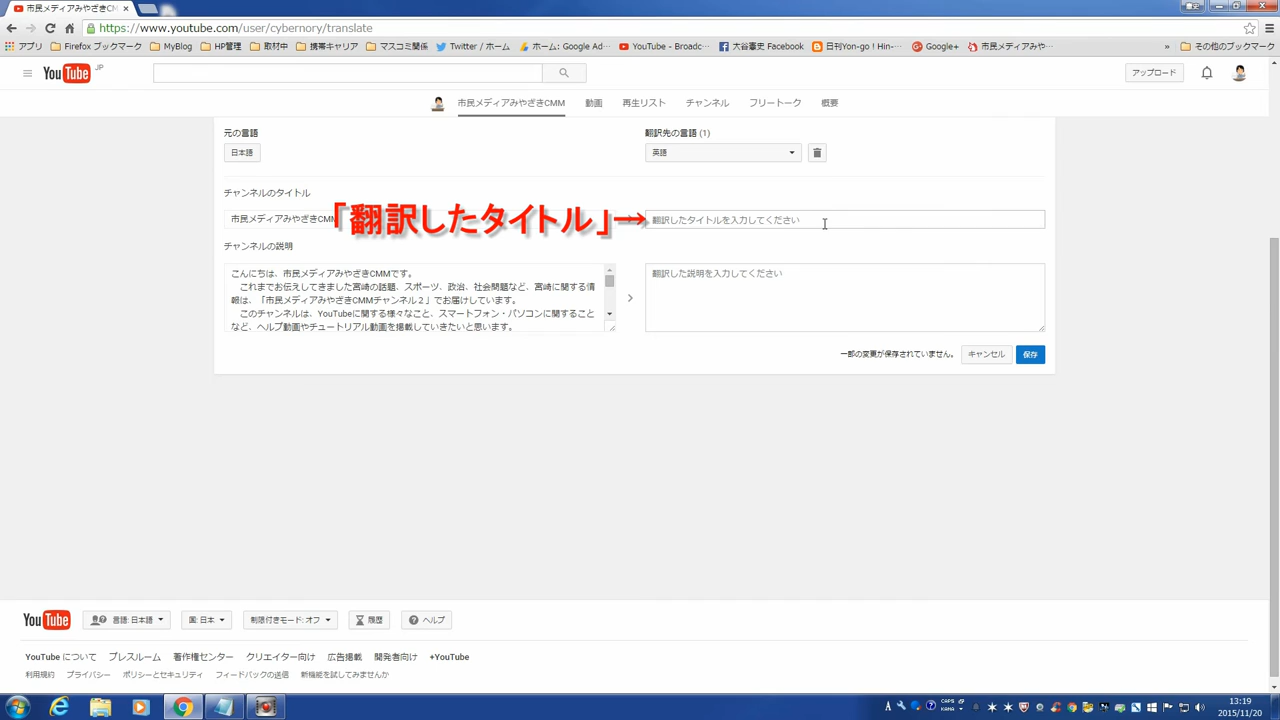 市民メディアみやざきCMM
https://www.youtube.com/user/cybernory/translate
アプリ Firefox ブックマーク MyBlog HP管理 取材中 携帯キャリア マスコミ関係 Twitter / ホーム ホーム: Google Ad… YouTube - Broadc… 大谷憲史 Facebook 日刊Yon-go！Hin-… Google+ 市民メディアみや… » その他のブックマーク
YouTube JP
アップロード
市民メディアみやざきCMM 動画 再生リスト チャンネル フリートーク 概要
元の言語 翻訳先の言語 (1)
日本語 英語
チャンネルのタイトル
市民メディアみやざきCMM 「翻訳したタイトル」→ 翻訳したタイトルを入力してください
チャンネルの説明
こんにちは、市民メディアみやざきCMMです。 翻訳した説明を入力してください
これまでお伝えしてきました宮崎の話題、スポーツ、政治、社会問題など、宮崎に関する情
報は、「市民メディアみやざきCMMチャンネル２」でお届けしています。
このチャンネルは、YouTubeに関する様々なこと、スマートフォン・パソコンに関すること
など、ヘルプ動画やチュートリアル動画を掲載していきたいと思います。
一部の変更が保存されていません。 キャンセル 保存
YouTube 言語: 日本語 国: 日本 制限付きモード: オフ 履歴 ヘルプ
YouTube について プレスルーム 著作権センター クリエイター向け 広告掲載 開発者向け +YouTube
利用規約 プライバシー ポリシーとセキュリティ フィードバックの送信 新機能を試してみませんか
A CAPS KANA 13:19
2015/11/20